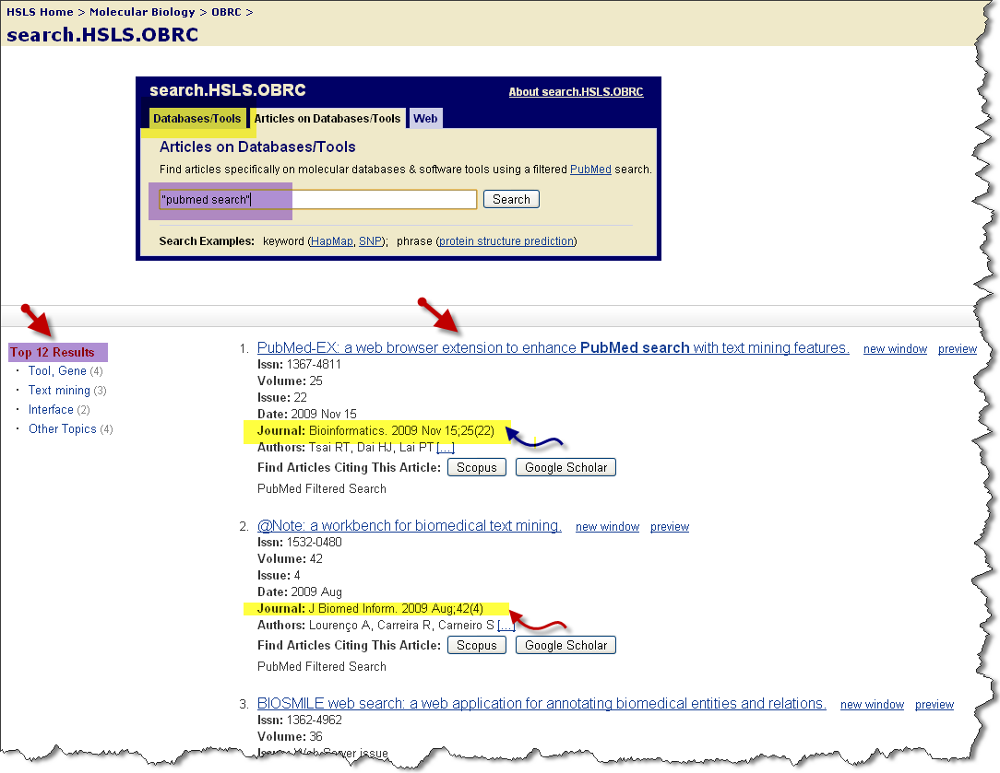 HSLS Home > Molecular Biology > OBRC >
search.HSLS.OBRC
search.HSLS.OBRC
About search.HSLS.OBRC
Databases/Tools Articles on Databases/Tools Web
Articles on Databases/Tools
Find articles specifically on molecular databases & software tools using a filtered PubMed search.
"pubmed search" Search
Search Examples: keyword (HapMap, SNP); phrase (protein structure prediction)
Top 12 Results
· Tool, Gene (4)
· Text mining (3)
· Interface (2)
· Other Topics (4)
1. PubMed-EX: a web browser extension to enhance PubMed search with text mining features. new window preview
Issn: 1367-4811
Volume: 25
Issue: 22
Date: 2009 Nov 15
Journal: Bioinformatics. 2009 Nov 15;25(22)
Authors: Tsai RT, Dai HJ, Lai PT [...]
Find Articles Citing This Article: Scopus Google Scholar
PubMed Filtered Search
2. @Note: a workbench for biomedical text mining. new window preview
Issn: 1532-0480
Volume: 42
Issue: 4
Date: 2009 Aug
Journal: J Biomed Inform. 2009 Aug;42(4)
Authors: Lourenço A, Carreira R, Carneiro S [...]
Find Articles Citing This Article: Scopus Google Scholar
PubMed Filtered Search
3. BIOSMILE web search: a web application for annotating biomedical entities and relations. new window preview
Issn: 1362-4962
Volume: 36
Issue: Web Server issue